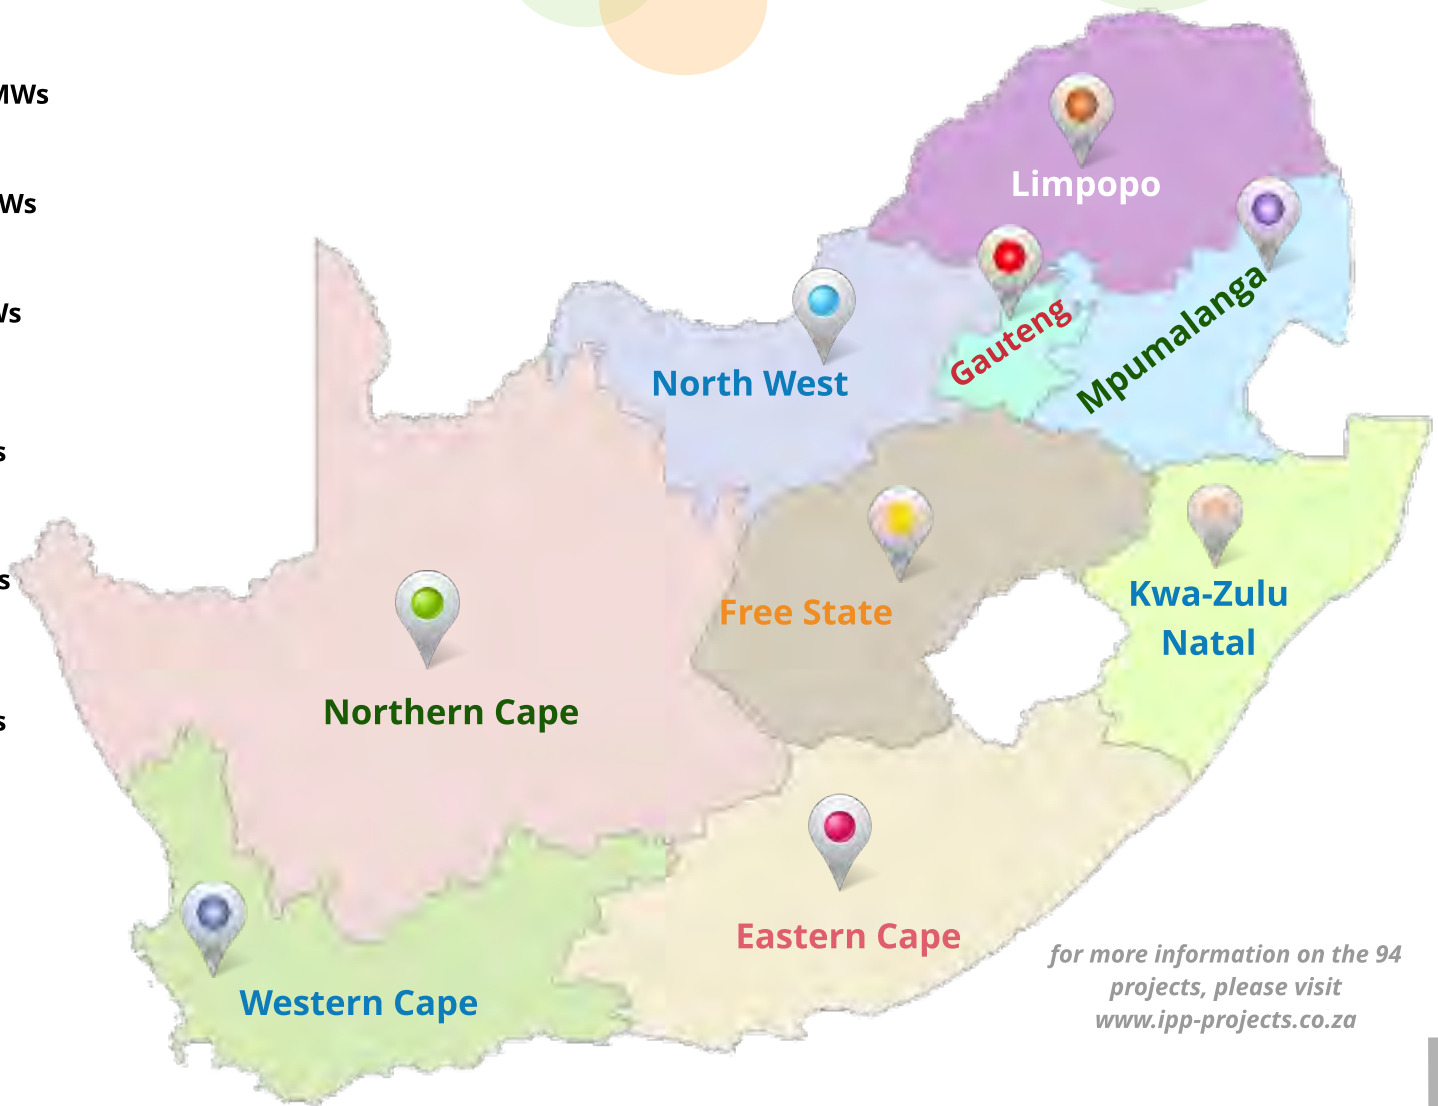 MWs
Ws
Ws
s
s
s
Limpopo
Gauteng
Mpumalanga
North West
Free State
Kwa-Zulu
Natal
Northern Cape
Eastern Cape
Western Cape
for more information on the 94
projects, please visit
www.ipp-projects.co.za